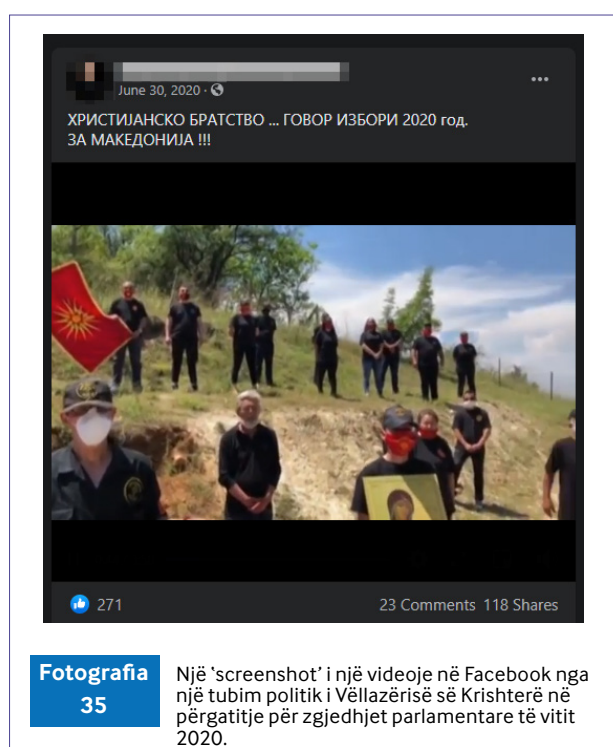 June 30, 2020
ХРИСТИЈАНСКО БРАТСТВО ... ГОВОР ИЗБОРИ 2020 год.
ЗА МАКЕДОНИЈА !!!
271
23 Comments 118 Shares
Fotografia
35
Një ‘screenshot’ i një videoje në Facebook nga
një tubim politik i Vëllazërisë së Krishterë në
përgatitje për zgjedhjet parlamentare të vitit
2020.